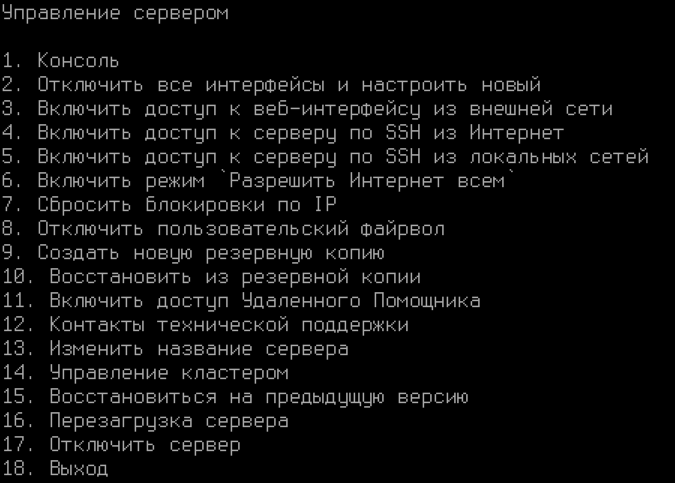 Управление сервером
1. Консоль
2. Отключить все интерфейсы и настроить новый
3. Включить доступ к веб-интерфейсу из внешней сети
4. Включить доступ к серверу по SSH из Интернет
5. Включить доступ к серверу по SSH из локальных сетей
6. Включить режим `Разрешить Интернет всем`
7. Сбросить блокировки по IP
8. Отключить пользовательский файрвол
9. Создать новую резервную копию
10. Восстановить из резервной копии
11. Включить доступ Удаленного Помощника
12. Контакты технической поддержки
13. Изменить название сервера
14. Управление кластером
15. Восстановиться на предыдущую версию
16. Перезагрузка сервера
17. Отключить сервер
18. Выход